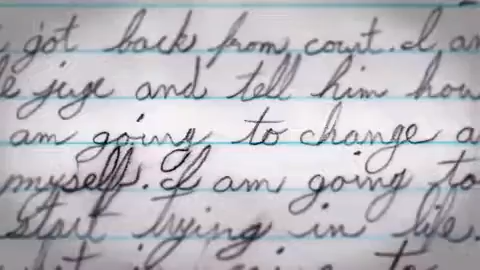 got back from court. I
juge and tell him how
am going to change
myself. I am going to
start trying in life.